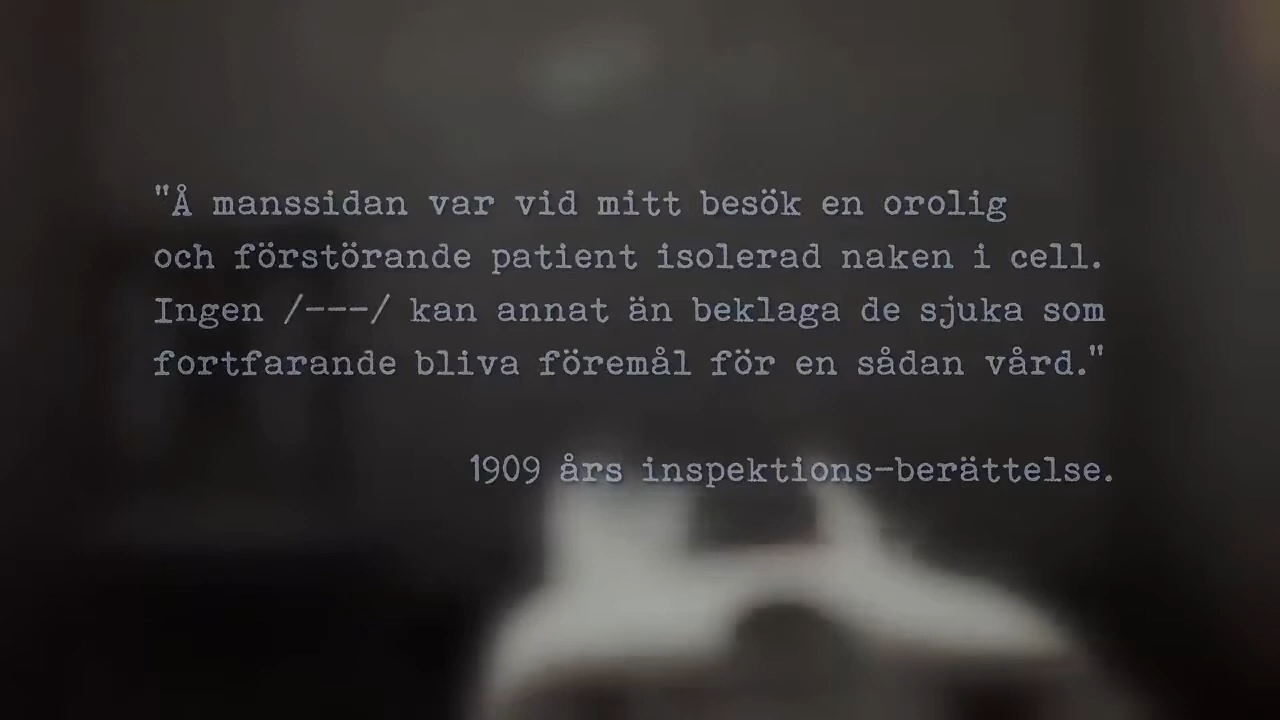 "Å manssidan var vid mitt besök en orolig
och förstörande patient isolerad naken i cell.
Ingen /---/ kan annat än beklaga de sjuka som
fortfarande bliva föremål för en sådan vård."
1909 års inspektions-berättelse.